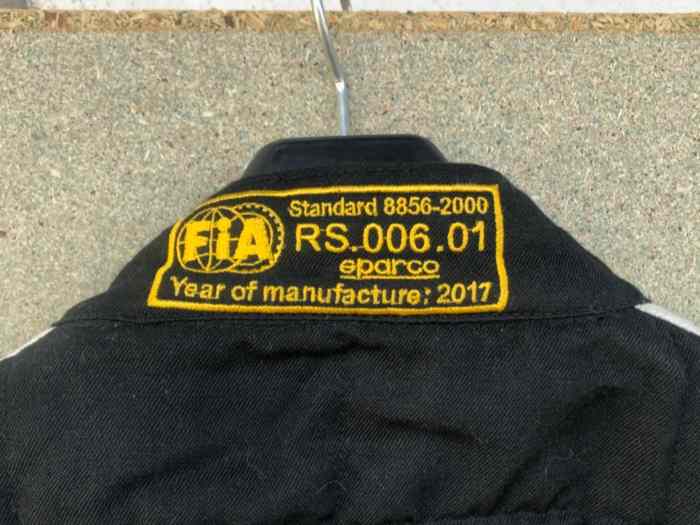 FIA
Standard 8856-2000
RS.006.01
sparco
Year of manufacture: 2017